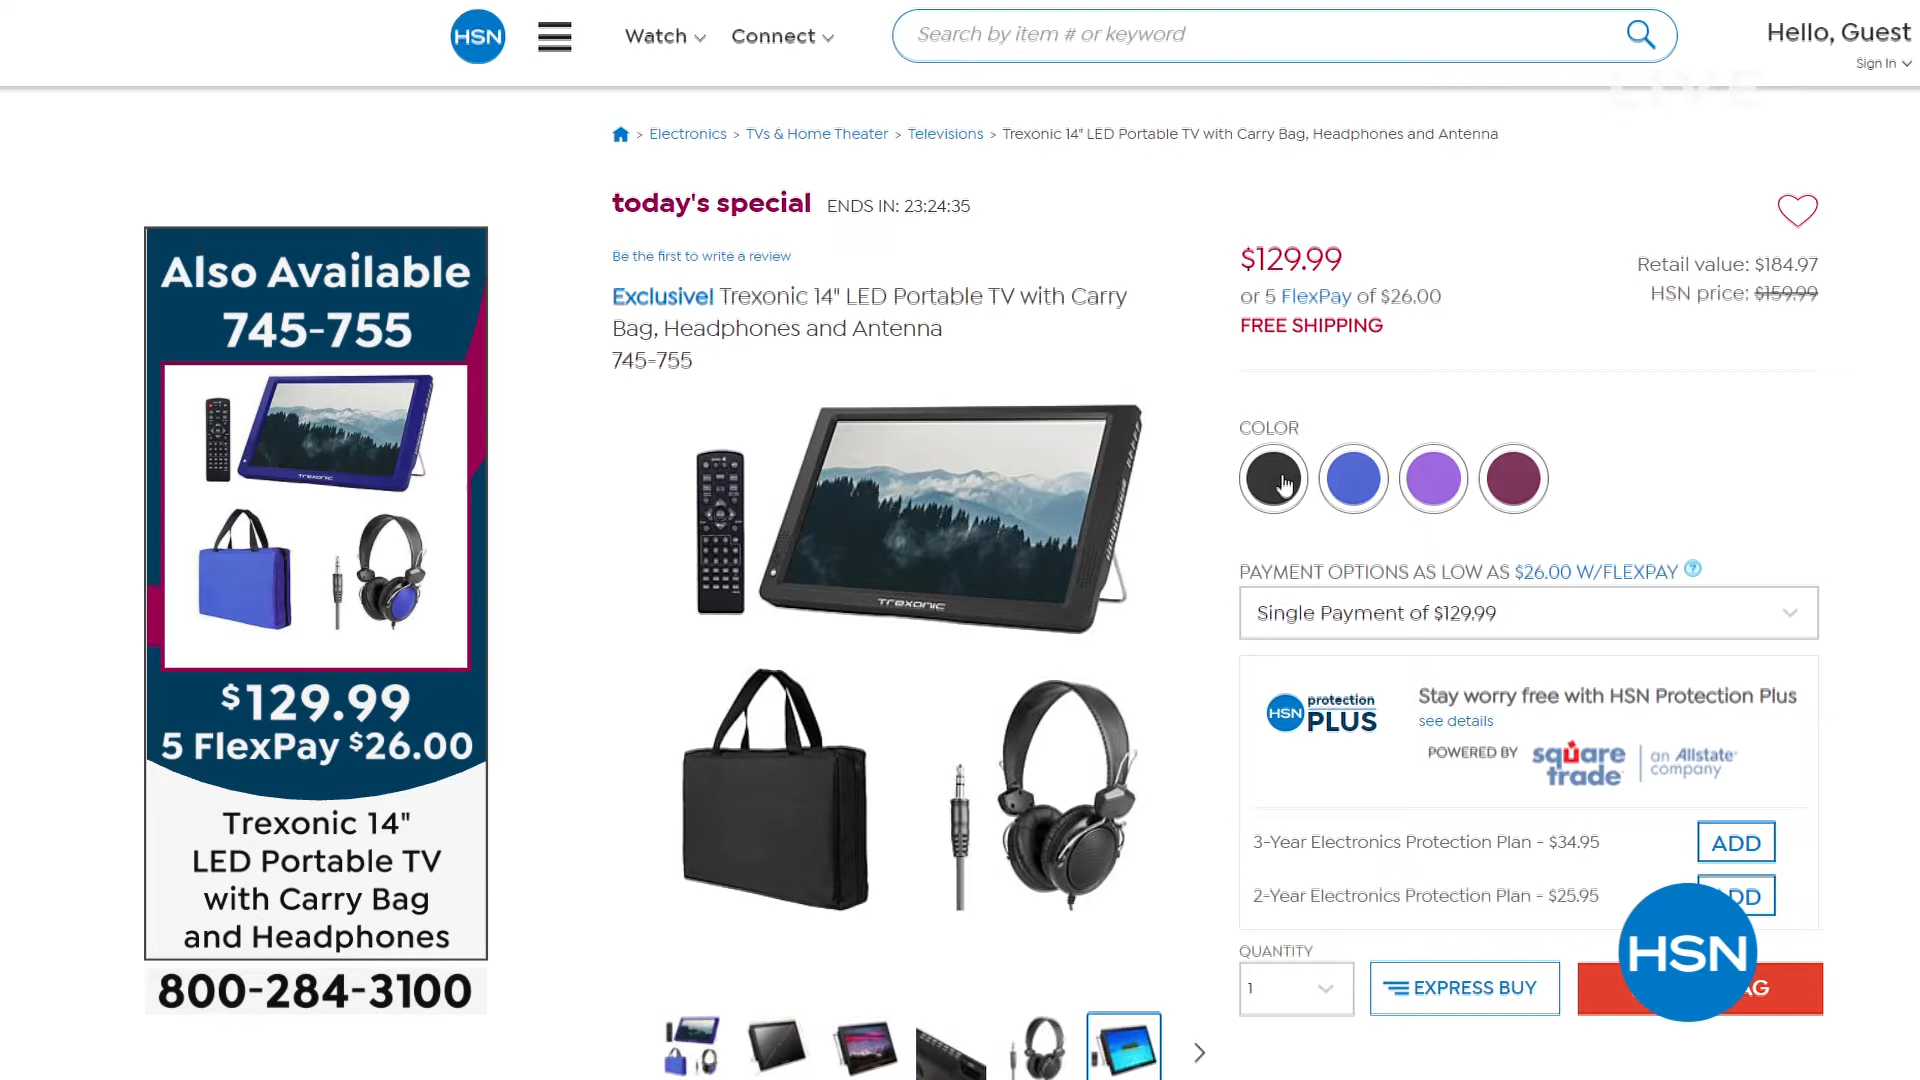 HSN
Watch
Connect
Search by item # or keyword
Hello, Guest
Sign In
LIVE
> Electronics > TVs & Home Theater > Televisions > Trexonic 14" LED Portable TV with Carry Bag, Headphones and Antenna
today's special ENDS IN: 23:24:35
Be the first to write a review
Exclusive! Trexonic 14" LED Portable TV with Carry
Bag, Headphones and Antenna
745-755
Trexonic
$129.99
or 5 FlexPay of $26.00
FREE SHIPPING
Retail value: $184.97
HSN price: $159.99
COLOR
PAYMENT OPTIONS AS LOW AS $26.00 W/FLEXPAY ?
Single Payment of $129.99
HSN protection
PLUS
Stay worry free with HSN Protection Plus
see details
POWERED BY
square
trade
an Allstate
company
3-Year Electronics Protection Plan - $34.95
ADD
2-Year Electronics Protection Plan - $25.95
DD
QUANTITY
1
EXPRESS BUY
AG
HSN
Also Available
745-755
Trexonic
$129.99
5 FlexPay $26.00
Trexonic 14"
LED Portable TV
with Carry Bag
and Headphones
800-284-3100